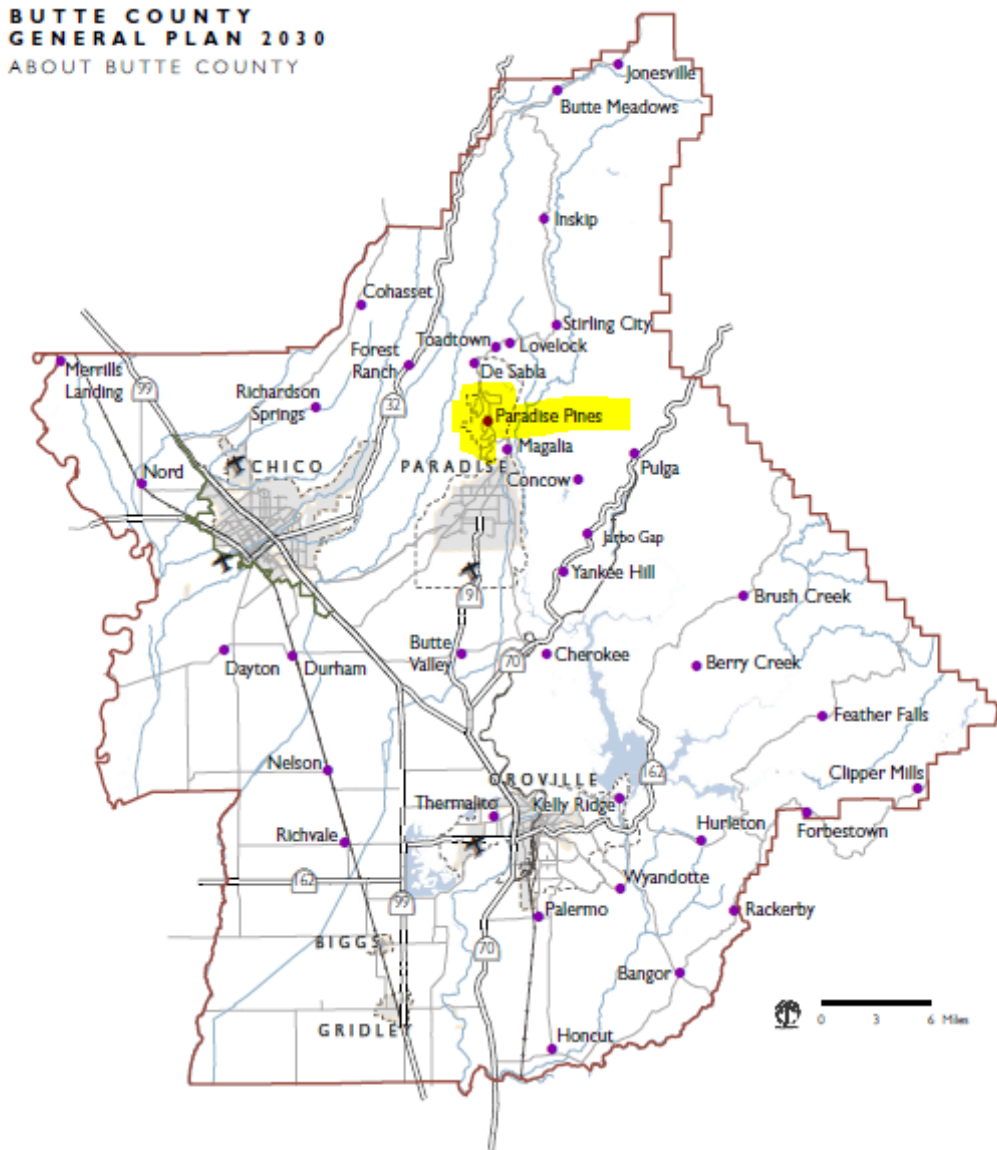 BUTTE COUNTY
GENERAL PLAN 2030
ABOUT BUTTE COUNTY
Jonesville
Butte Meadows
Inskip
Cohasset
Stirling City
Toadtown
Lovelock
Forest
Ranch
De Sabla
Merrills
Landing
99
Richardson
Springs
32
Paradise Pines
Magalia
CHICO
PARADISE
Nord
Concow
Pulga
Jarbo Gap
Yankee Hill
191
Brush Creek
Butte
Valley
70
Cherokee
Dayton
Durham
Berry Creek
Feather Falls
Nelson
OROVILLE
162
Clipper Mills
Thermalito
Kelly Ridge
Hurleton
Forbestown
Richvale
162
Wyandotte
99
Palermo
Rackerby
BIGGS
70
Bangor
GRIDLEY
Honcut
0 3 6 Miles